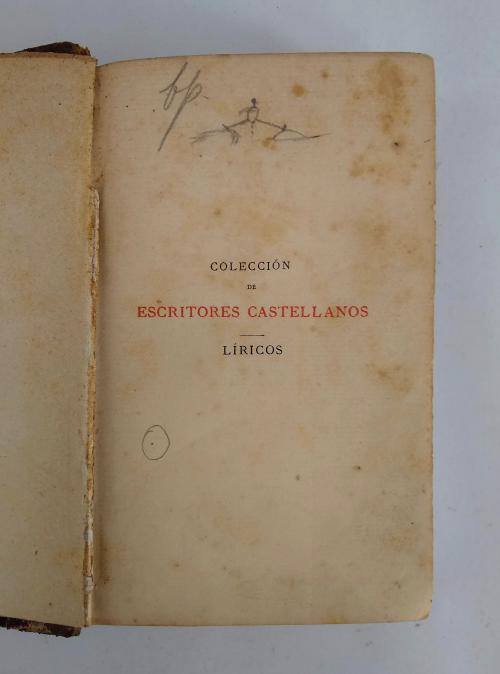 COLECCIÓN
DE
ESCRITORES CASTELLANOS
LÍRICOS